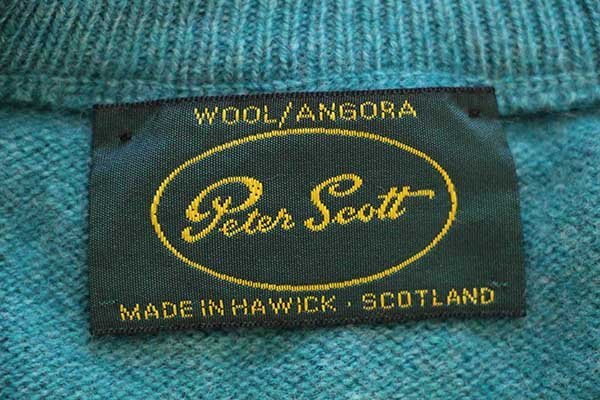 WOOL/ANGORA
Peter Scott
MADE IN HAWICK · SCOTLAND